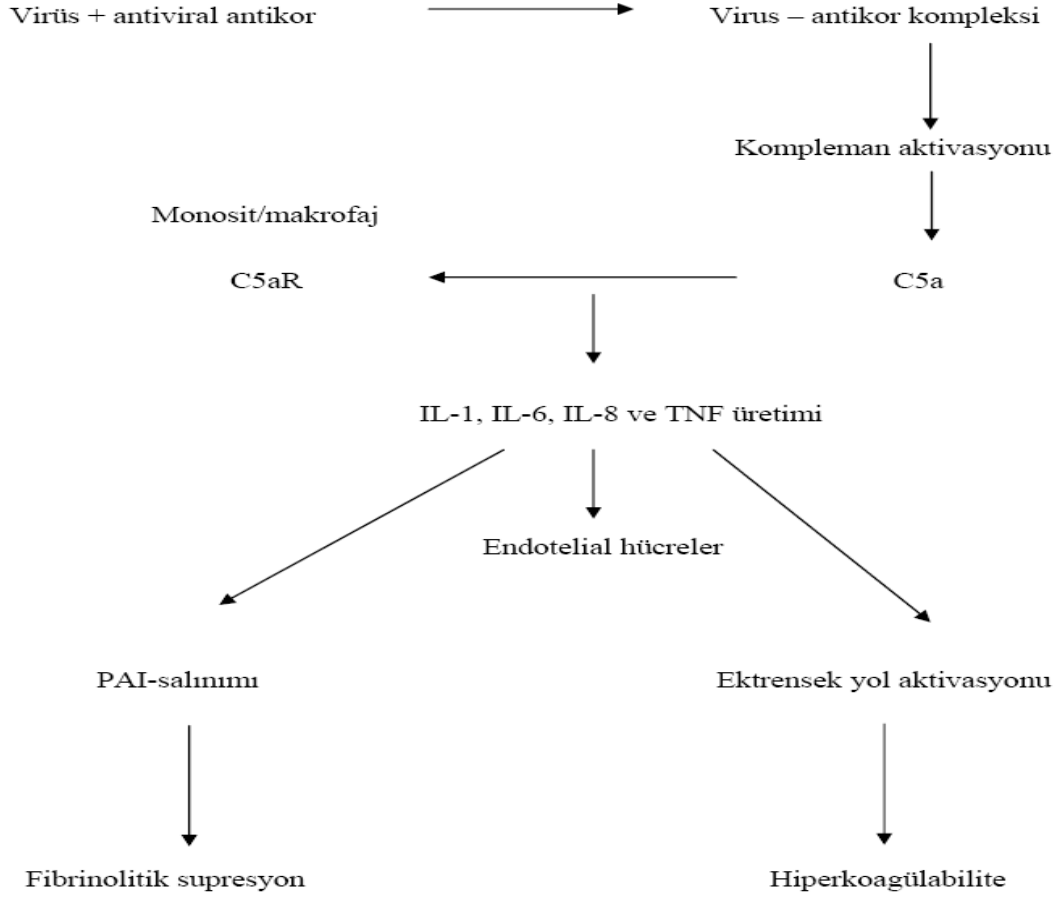 Virüs + antiviral antikor
Virus – antikor kompleksi
Kompleman aktivasyonu
Monosit/makrofaj
C5aR
C5a
IL-1, IL-6, IL-8 ve TNF üretimi
Endotelial hücreler
PAI-salınımı
Ektrensek yol aktivasyonu
Fibrinolitik supresyon
Hiperkoagülabilite